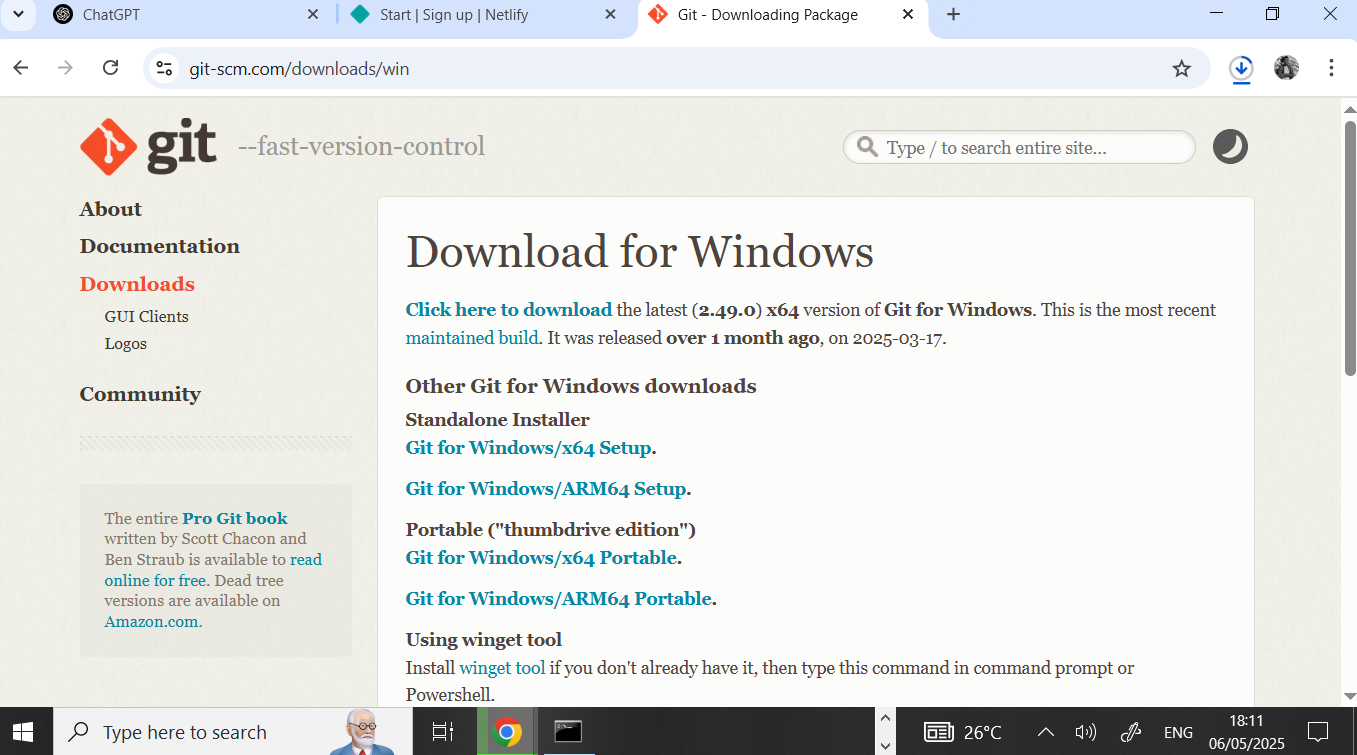 ChatGPT
Start | Sign up | Netlify
Git - Downloading Package
git-scm.com/downloads/win
git --fast-version-control
Type / to search entire site...
About
Documentation
Downloads
GUI Clients
Logos
Community
The entire Pro Git book
written by Scott Chacon and
Ben Straub is available to read
online for free. Dead tree
versions are available on
Amazon.com.
Download for Windows
Click here to download the latest (2.49.0) x64 version of Git for Windows. This is the most recent
maintained build. It was released over 1 month ago, on 2025-03-17.
Other Git for Windows downloads
Standalone Installer
Git for Windows/x64 Setup.
Git for Windows/ARM64 Setup.
Portable ("thumbdrive edition")
Git for Windows/x64 Portable.
Git for Windows/ARM64 Portable.
Using winget tool
Install winget tool if you don't already have it, then type this command in command prompt or
Powershell.
Type here to search
26°C
ENG
18:11
06/05/2025